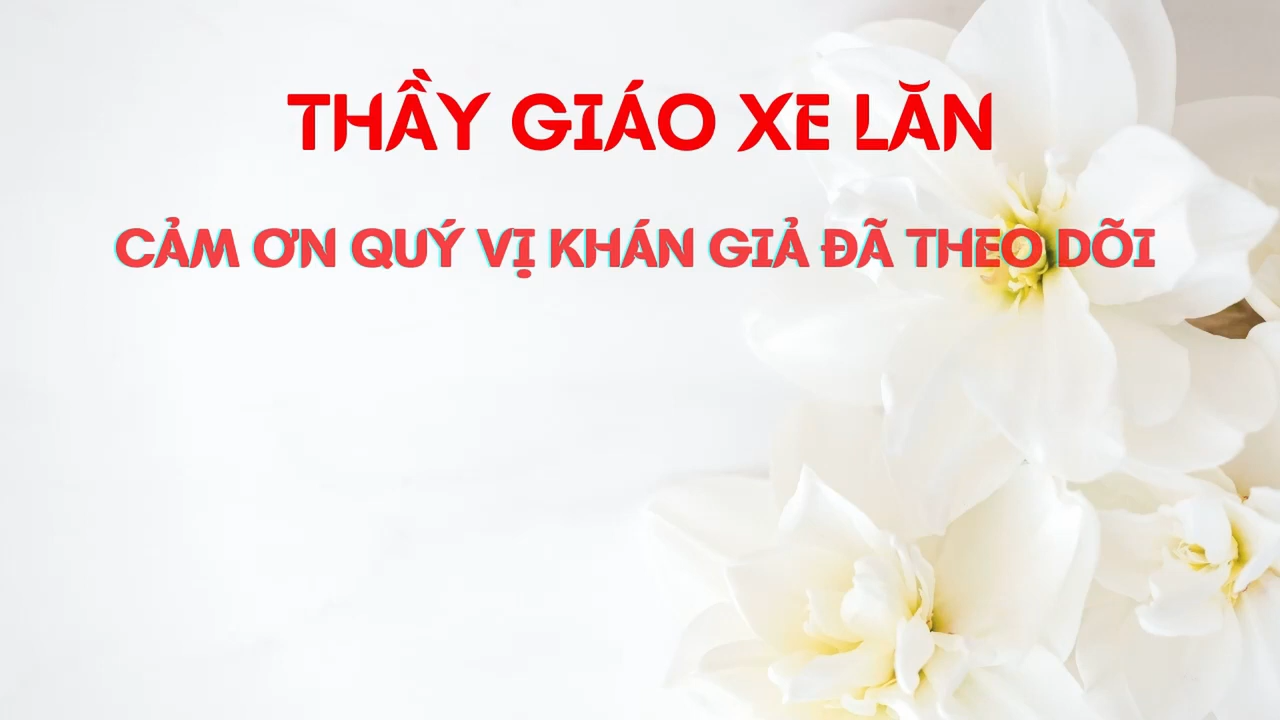 THẦY GIÁO XE LĂN
CẢM ƠN QUÝ VỊ KHÁN GIẢ ĐÃ THEO DÕI